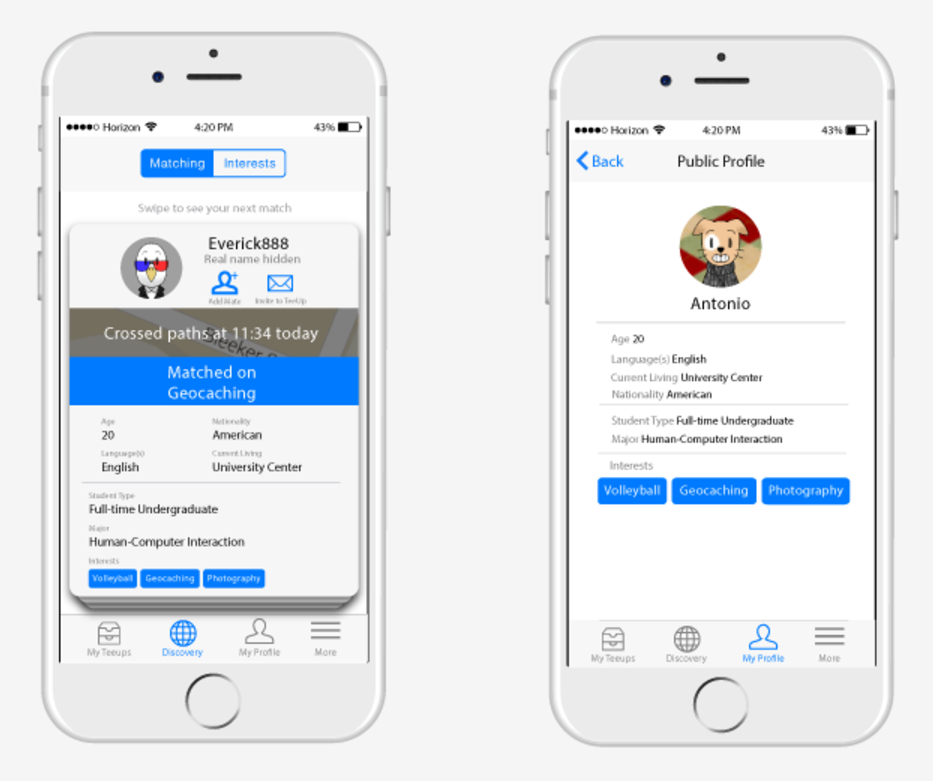 Horizon 4:20 PM 43%
Matching Interests
Swipe to see your next match
Everick888
Real name hidden
Add Mate Invite to TeeUp
Crossed paths at 11:34 today
Bleeker
Matched on
Geocaching
Age Nationality
20 American
Language(s) Current Living
English University Center
Student Type
Full-time Undergraduate
Major
Human-Computer Interaction
Interests
Volleyball Geocaching Photography
My Teeups Discovery My Profile More
Horizon 4:20 PM 43%
Back Public Profile
Antonio
Age 20
Language(s) English
Current Living University Center
Nationality American
Student Type Full-time Undergraduate
Major Human-Computer Interaction
Interests
Volleyball Geocaching Photography
My Teeups Discovery My Profile More